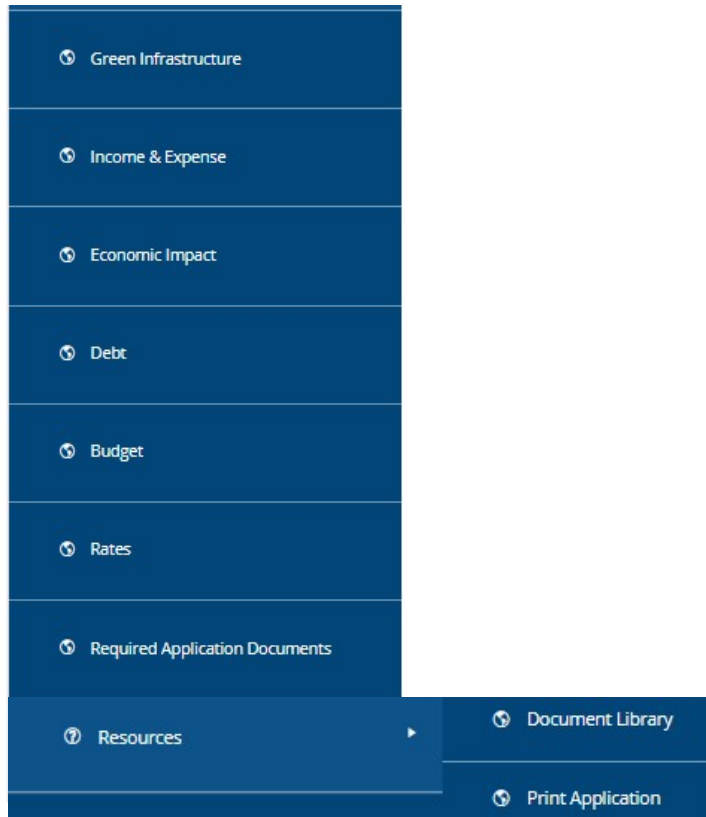 Green Infrastructure
Income & Expense
Economic Impact
Debt
Budget
Rates
Required Application Documents
Resources
Document Library
Print Application